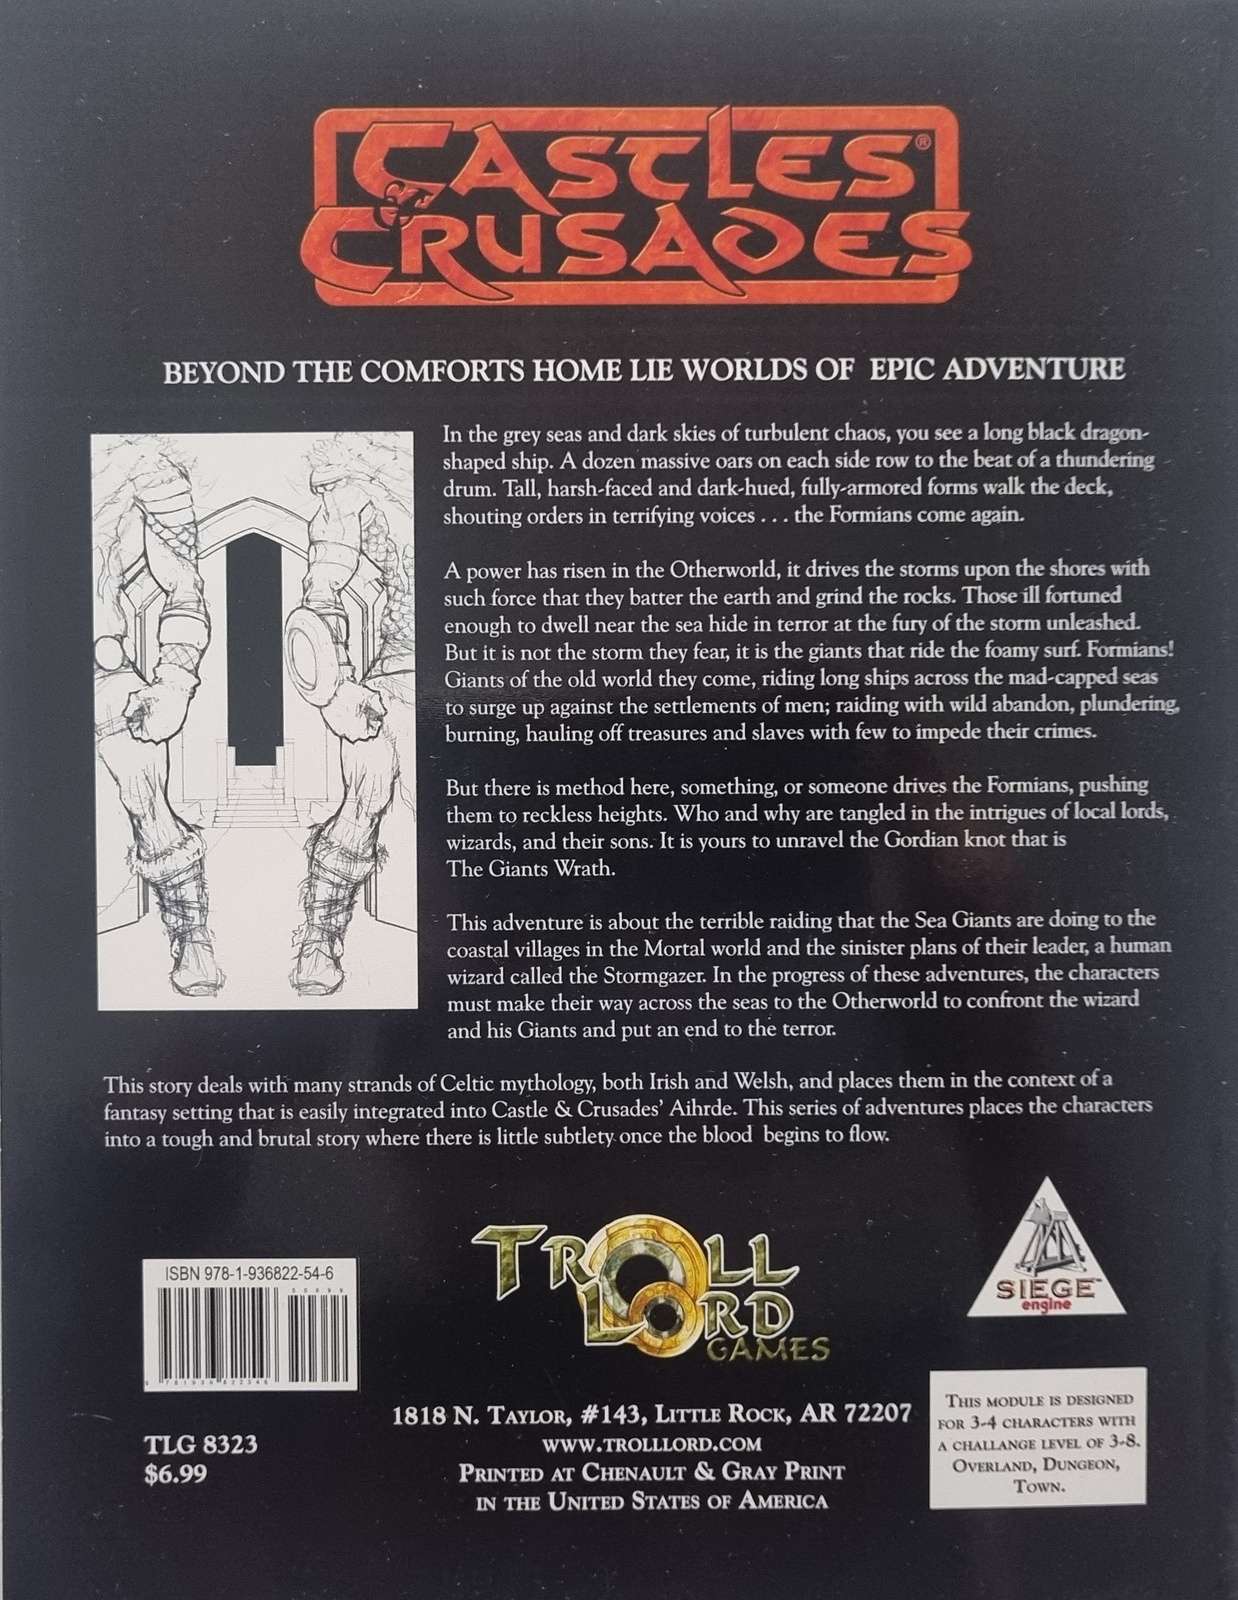 CASTLES®
&
CRUSADES
BEYOND THE COMFORTS HOME LIE WORLDS OF EPIC ADVENTURE
In the grey seas and dark skies of turbulent chaos, you see a long black dragon-
shaped ship. A dozen massive oars on each side row to the beat of a thundering
drum. Tall, harsh-faced and dark-hued, fully-armored forms walk the deck,
shouting orders in terrifying voices . . . the Formians come again.
A power has risen in the Otherworld, it drives the storms upon the shores with
such force that they batter the earth and grind the rocks. Those ill fortuned
enough to dwell near the sea hide in terror at the fury of the storm unleashed.
But it is not the storm they fear, it is the giants that ride the foamy surf. Formians!
Giants of the old world they come, riding long ships across the mad-capped seas
to surge up against the settlements of men; raiding with wild abandon, plundering,
burning, hauling off treasures and slaves with few to impede their crimes.
But there is method here, something, or someone drives the Formians, pushing
them to reckless heights. Who and why are tangled in the intrigues of local lords,
wizards, and their sons. It is yours to unravel the Gordian knot that is
The Giants Wrath.
This adventure is about the terrible raiding that the Sea Giants are doing to the
coastal villages in the Mortal world and the sinister plans of their leader, a human
wizard called the Stormgazer. In the progress of these adventures, the characters
must make their way across the seas to the Otherworld to confront the wizard
and his Giants and put an end to the terror.
This story deals with many strands of Celtic mythology, both Irish and Welsh, and places them in the context of a
fantasy setting that is easily integrated into Castle & Crusades' Aihrde. This series of adventures places the characters
into a tough and brutal story where there is little subtlety once the blood begins to flow.
ISBN 978-1-936822-54-6
50699
9 781936 822546
TLG 8323
$6.99
TROLL
LORD
GAMES
1818 N. TAYLOR, #143, LITTLE ROCK, AR 72207
WWW.TROLLLORD.COM
PRINTED AT CHENAULT & GRAY PRINT
IN THE UNITED STATES OF AMERICA
SIEGE™
engine
THIS MODULE IS DESIGNED
FOR 3-4 CHARACTERS WITH
A CHALLANGE LEVEL OF 3-8.
OVERLAND, DUNGEON,
TOWN.